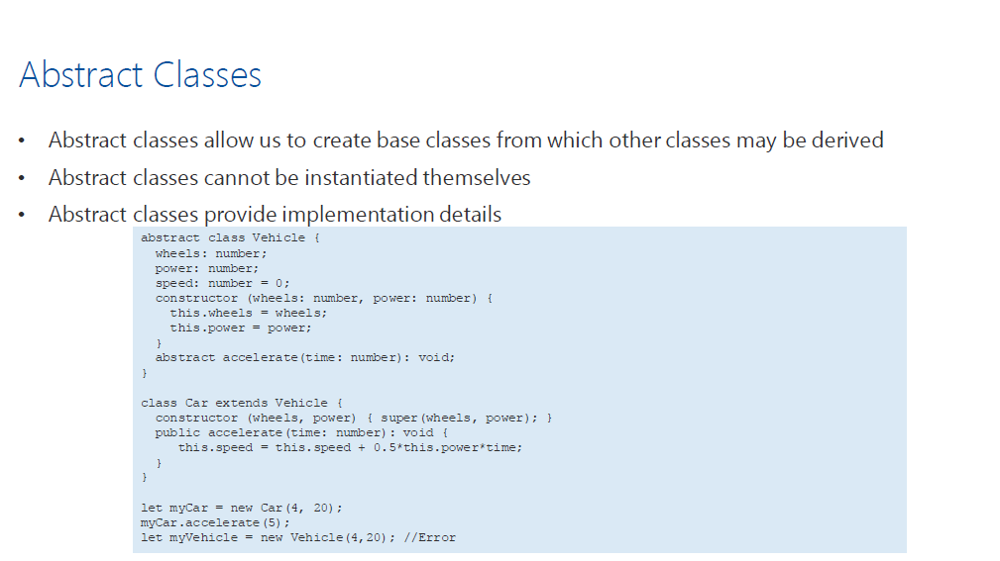 Abstract Classes
• Abstract classes allow us to create base classes from which other classes may be derived
• Abstract classes cannot be instantiated themselves
• Abstract classes provide implementation details
abstract class Vehicle {
  wheels: number;
  power: number;
  speed: number = 0;
  constructor (wheels: number, power: number) {
    this.wheels = wheels;
    this.power = power;
  }
  abstract accelerate(time: number): void;
}
class Car extends Vehicle {
  constructor (wheels, power) { super(wheels, power); }
  public accelerate(time: number): void {
     this.speed = this.speed + 0.5*this.power*time;
  }
}
let myCar = new Car(4, 20);
myCar.accelerate(5);
let myVehicle = new Vehicle(4,20); //Error